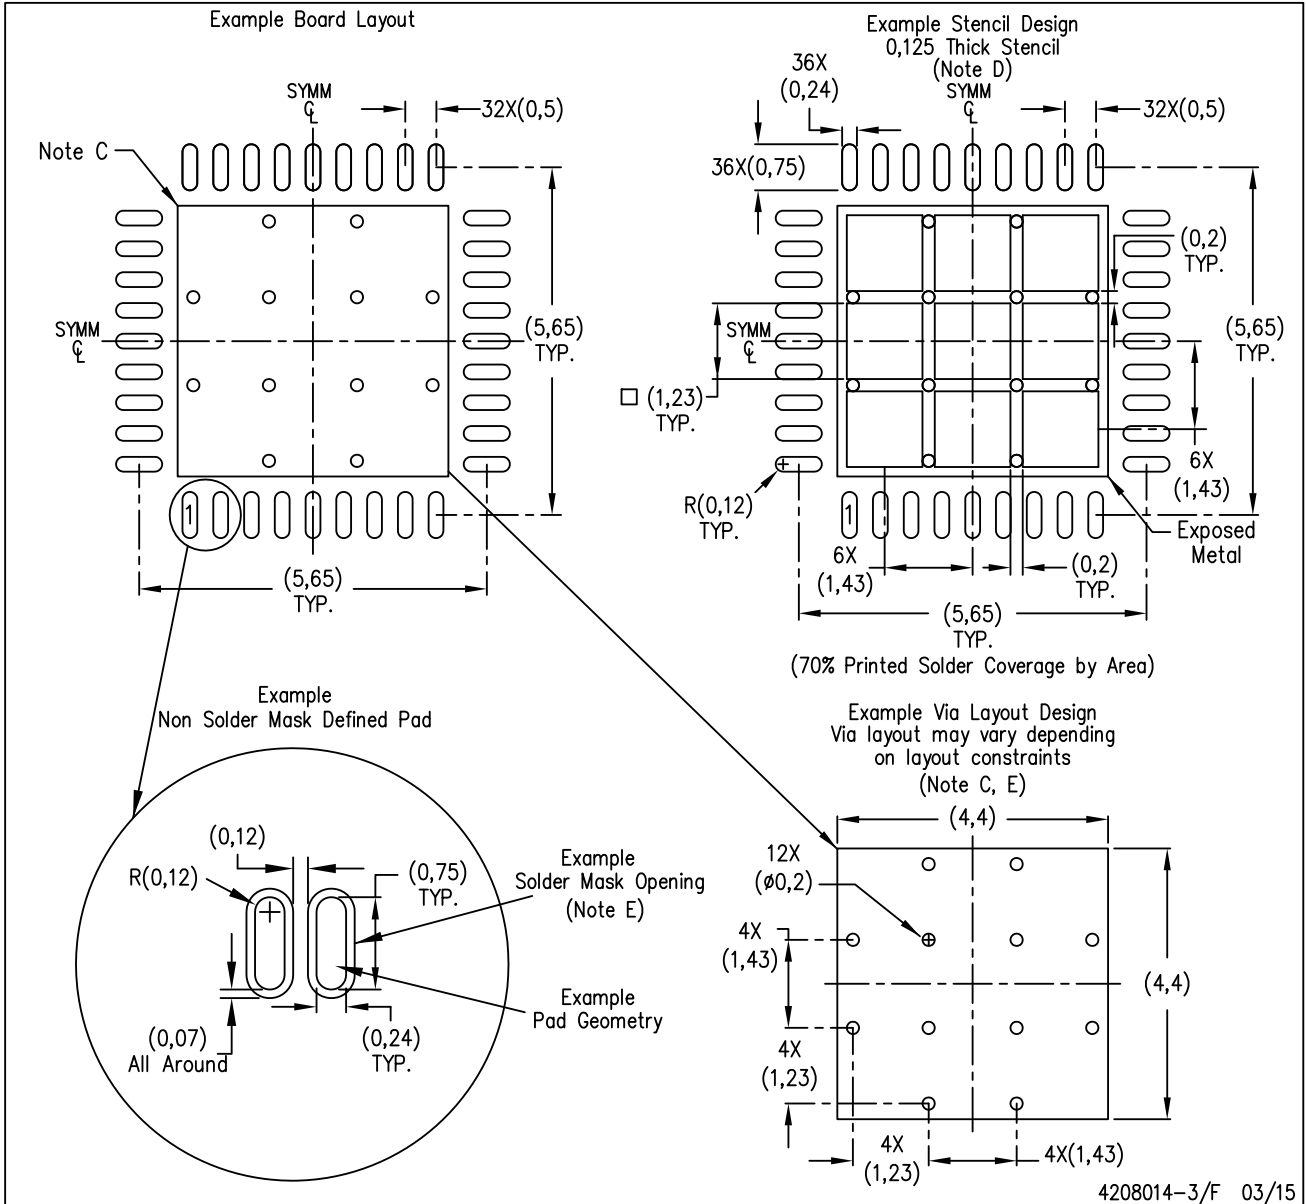 Example Board Layout
SYMM
℄
32X(0,5)
Note C
SYMM
℄
(5,65)
TYP.
1
(5,65)
TYP.
Example Stencil Design
0,125 Thick Stencil
(Note D)
36X
(0,24)
SYMM
℄
32X(0,5)
36X(0,75)
(0,2)
TYP.
SYMM
℄
(5,65)
TYP.
□ (1,23)
TYP.
6X
(1,43)
R(0,12)
TYP.
1
Exposed
Metal
6X
(1,43)
(0,2)
TYP.
(5,65)
TYP.
(70% Printed Solder Coverage by Area)
Example
Non Solder Mask Defined Pad
(0,12)
R(0,12)
(0,75)
TYP.
Example
Solder Mask Opening
(Note E)
Example
Pad Geometry
(0,07)
All Around
(0,24)
TYP.
Example Via Layout Design
Via layout may vary depending
on layout constraints
(Note C, E)
(4,4)
12X
(ø0,2)
4X
(1,43)
(4,4)
4X
(1,23)
4X
(1,23)
4X(1,43)
4208014-3/F 03/15